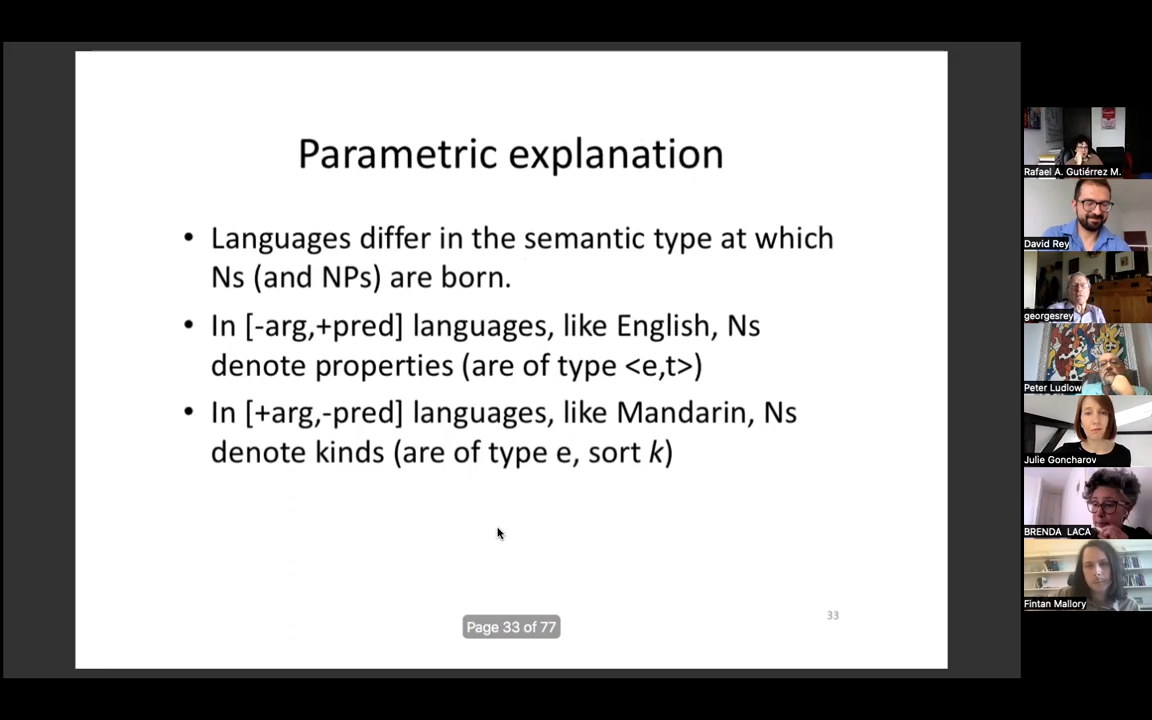 Parametric explanation
• Languages differ in the semantic type at which
Ns (and NPs) are born.
• In [-arg,+pred] languages, like English, Ns
denote properties (are of type <e,t>)
• In [+arg,-pred] languages, like Mandarin, Ns
denote kinds (are of type e, sort k)
33
Page 33 of 77
Rafael A. Gutiérrez M.
David Rey
georgesrey
Peter Ludlow
Julie Goncharov
BRENDA LACA
Fintan Mallory